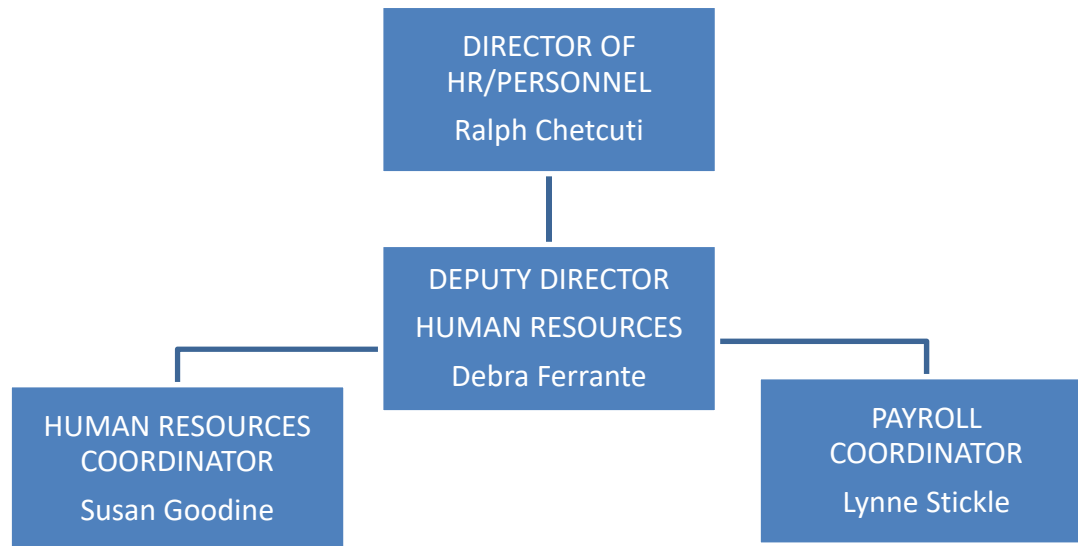 DIRECTOR OF
HR/PERSONNEL
Ralph Chetcuti
DEPUTY DIRECTOR
HUMAN RESOURCES
Debra Ferrante
HUMAN RESOURCES
COORDINATOR
Susan Goodine
PAYROLL
COORDINATOR
Lynne Stickle